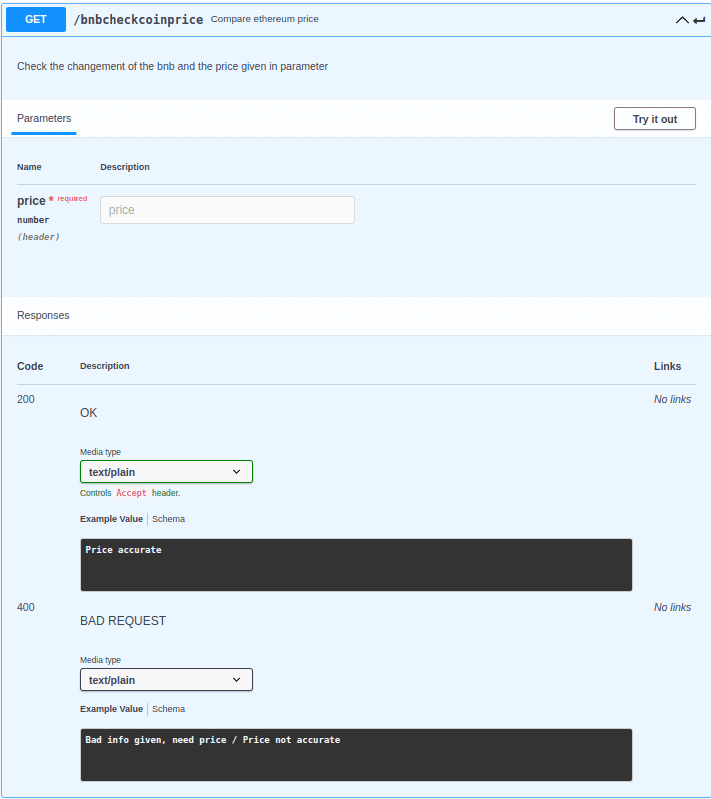 GET /bnbcheckcoinprice Compare ethereum price
Check the changement of the bnb and the price given in parameter
Parameters Try it out
Name Description
price * required price
number
(header)
Responses
Code Description Links
200 No links
OK
Media type
text/plain
Controls Accept header.
Example Value Schema
Price accurate
400 No links
BAD REQUEST
Media type
text/plain
Example Value Schema
Bad info given, need price / Price not accurate